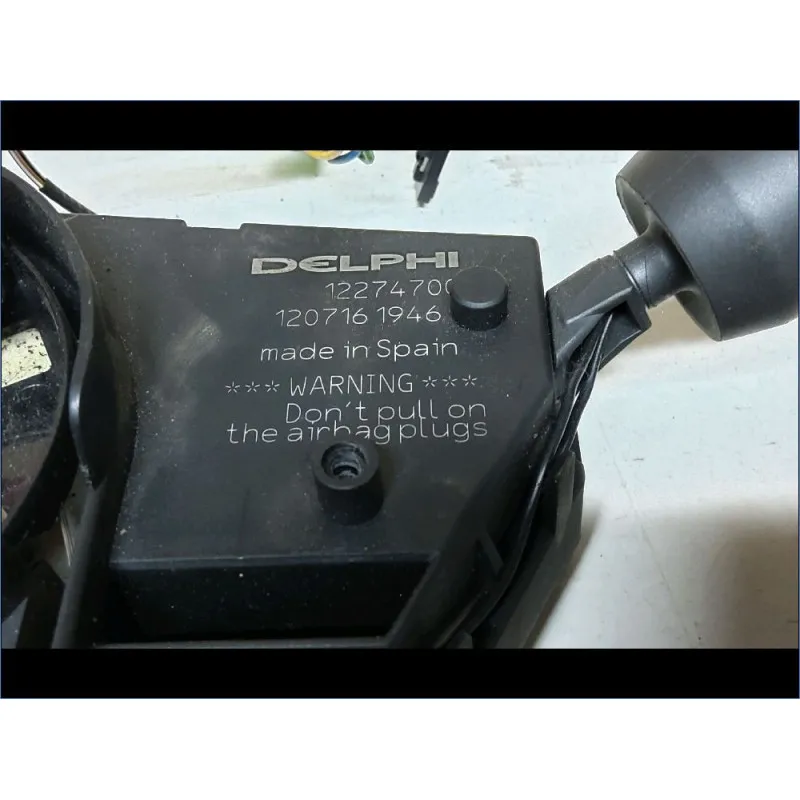 DELPHI
1227470
120716 1946
made in Spain
*** WARNING ***
Don't pull on
the airbag plugs